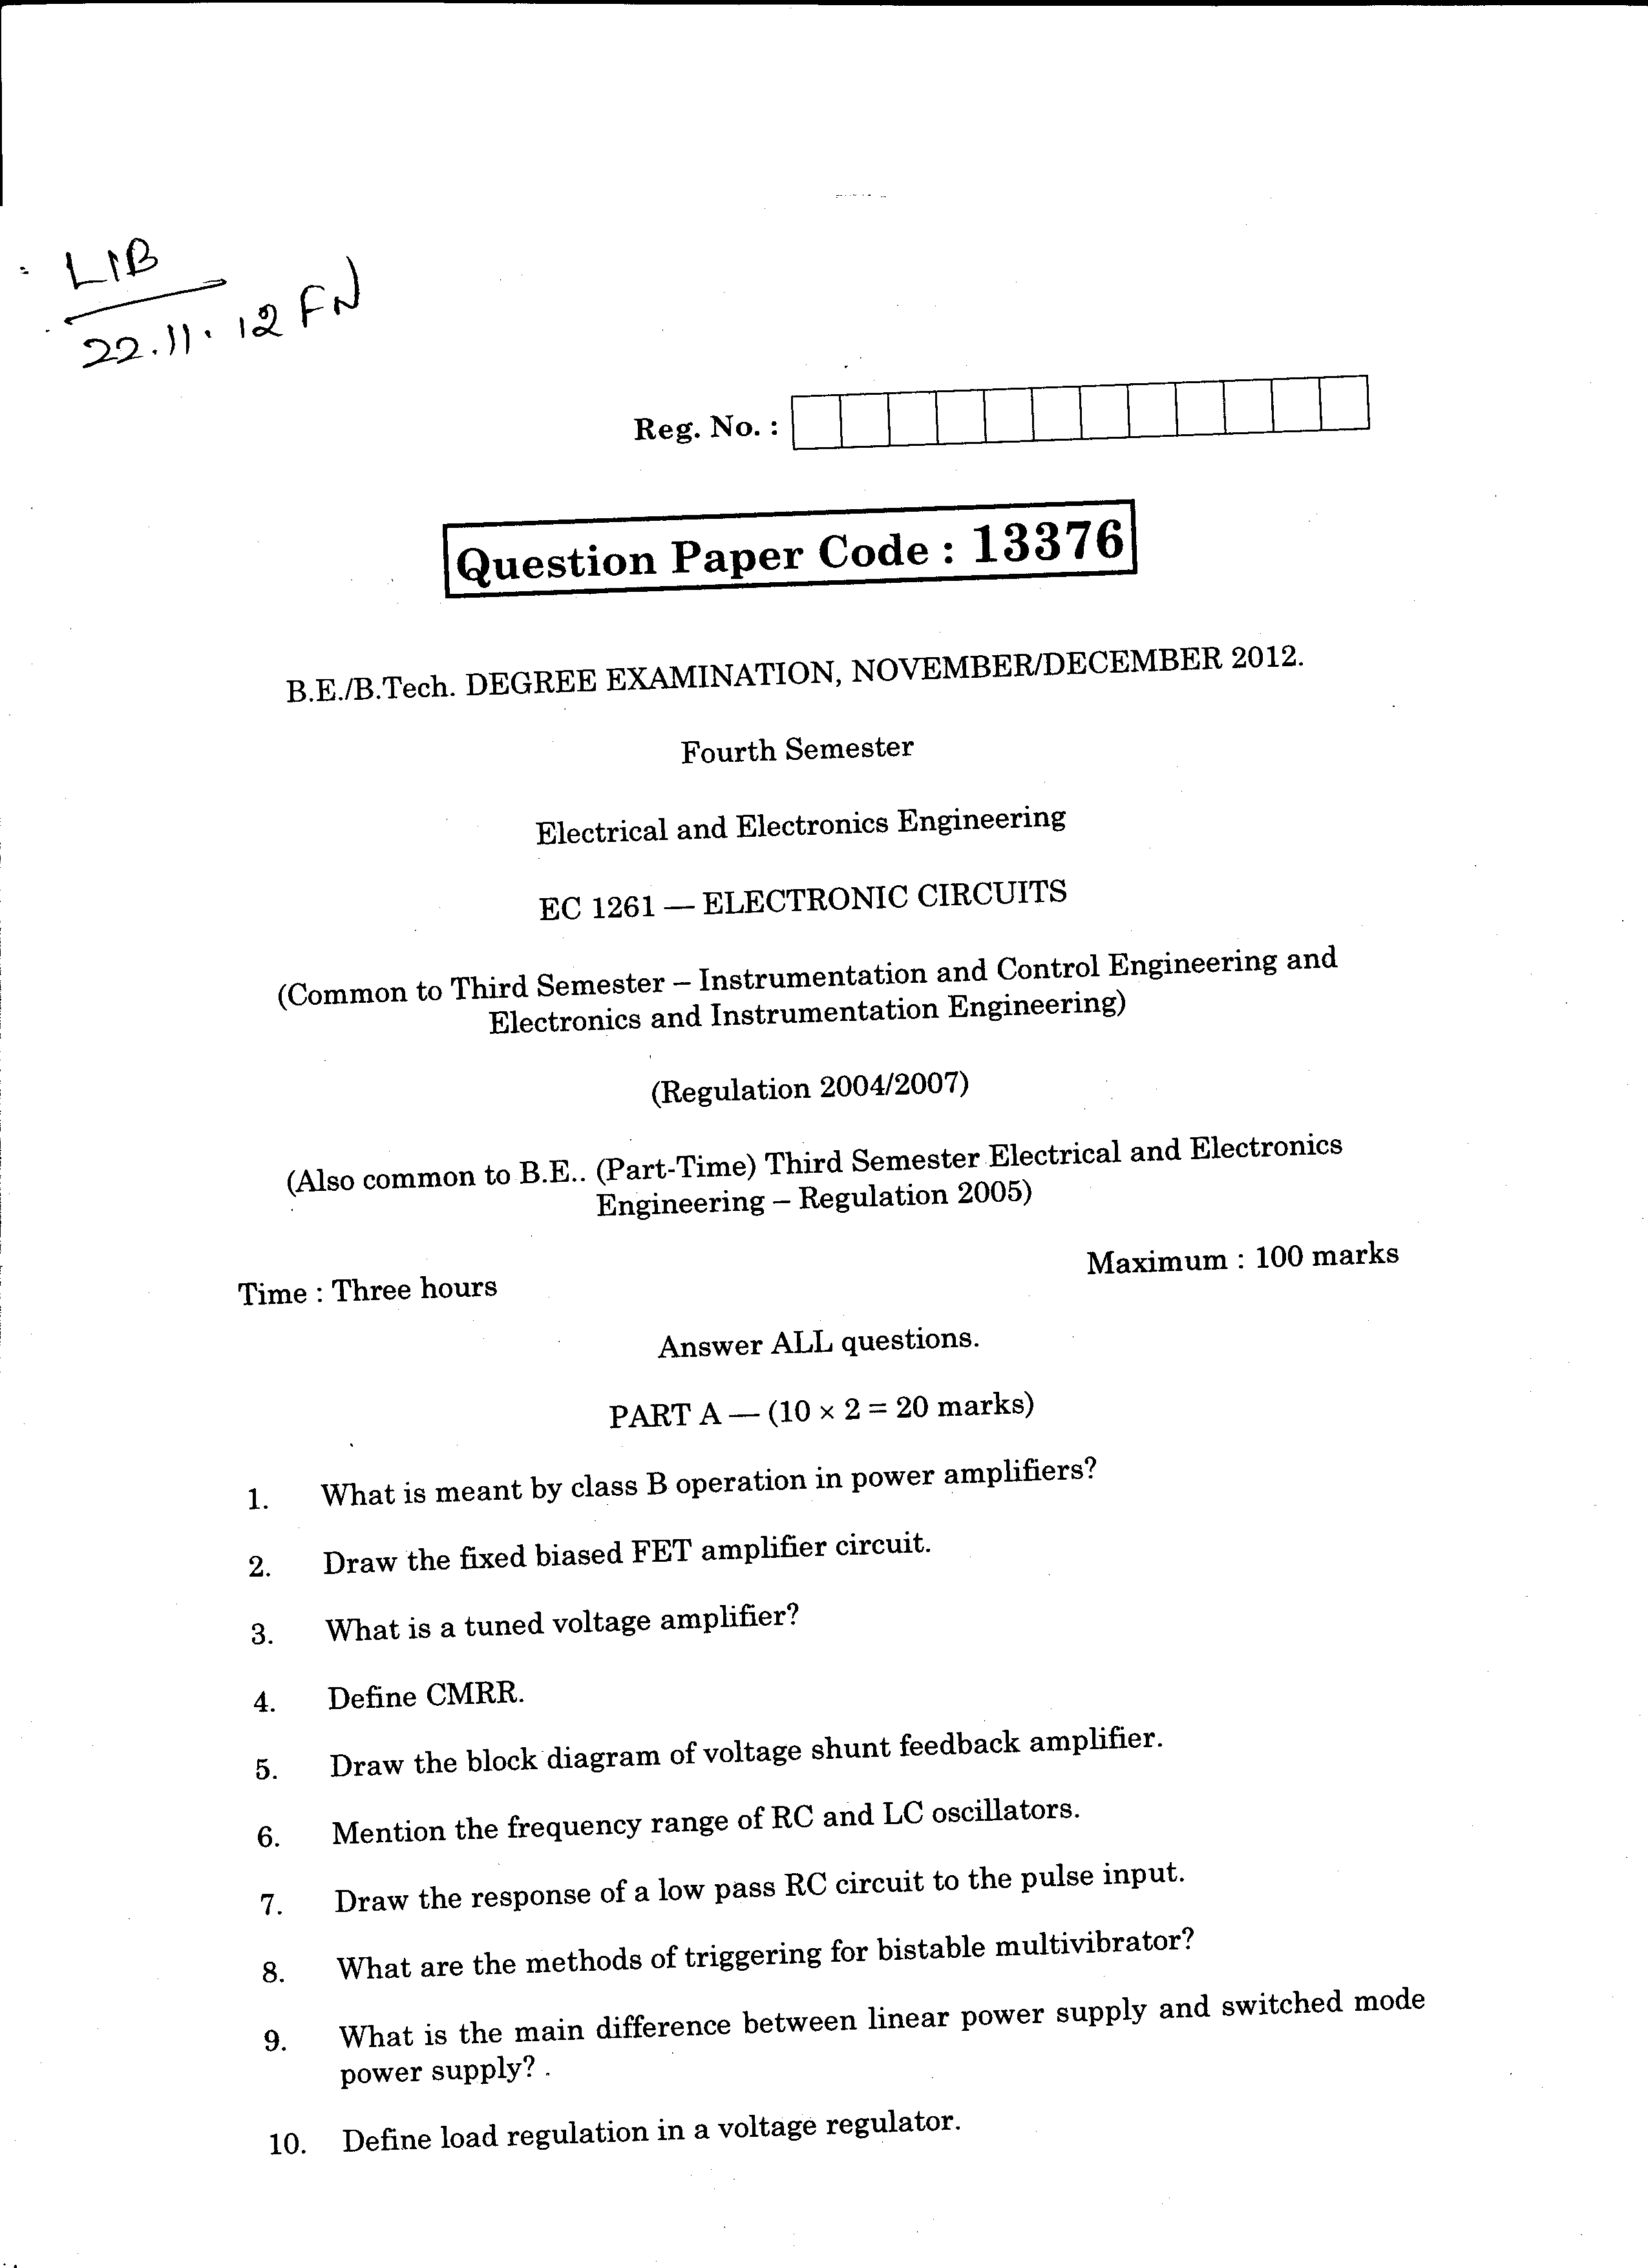 LIB
22.11.12 FN
Reg. No. :
Question Paper Code : 13376
B.E./B.Tech. DEGREE EXAMINATION, NOVEMBER/DECEMBER 2012.
Fourth Semester
Electrical and Electronics Engineering
EC 1261 — ELECTRONIC CIRCUITS
(Common to Third Semester – Instrumentation and Control Engineering and
Electronics and Instrumentation Engineering)
(Regulation 2004/2007)
(Also common to B.E.. (Part-Time) Third Semester Electrical and Electronics
Engineering – Regulation 2005)
Time : Three hours Maximum : 100 marks
Answer ALL questions.
PART A — (10 × 2 = 20 marks)
1. What is meant by class B operation in power amplifiers?
2. Draw the fixed biased FET amplifier circuit.
3. What is a tuned voltage amplifier?
4. Define CMRR.
5. Draw the block diagram of voltage shunt feedback amplifier.
6. Mention the frequency range of RC and LC oscillators.
7. Draw the response of a low pass RC circuit to the pulse input.
8. What are the methods of triggering for bistable multivibrator?
9. What is the main difference between linear power supply and switched mode
power supply? .
10. Define load regulation in a voltage regulator.